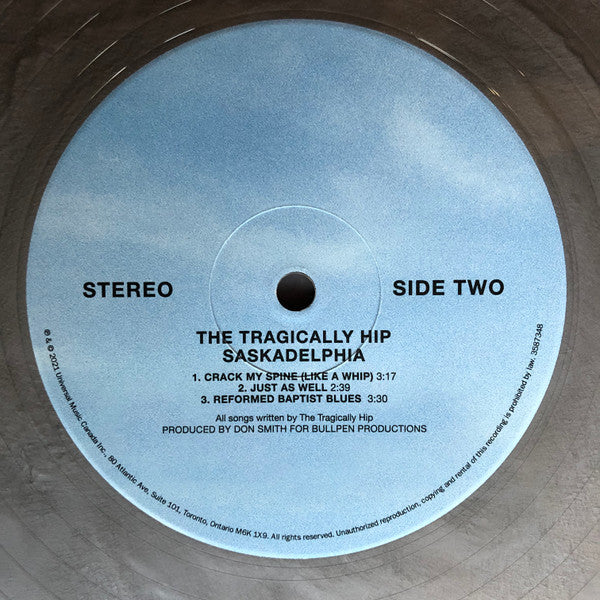 STEREO
SIDE TWO
THE TRAGICALLY HIP
SASKADELPHIA
1. CRACK MY SPINE (LIKE A WHIP) 3:17
2. JUST AS WELL 2:39
3. REFORMED BAPTIST BLUES 3:30
All songs written by The Tragically Hip
PRODUCED BY DON SMITH FOR BULLPEN PRODUCTIONS
℗ & © 2021 Universal Music Canada Inc., 80 Atlantic Ave, Suite 101, Toronto, Ontario M6K 1X9. All rights reserved. Unauthorized reproduction, copying and rental of this recording is prohibited by law. 3587348